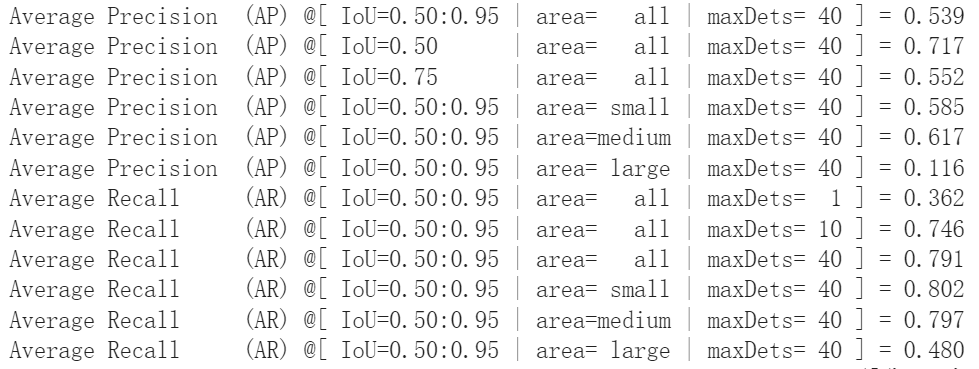 Average Precision (AP) @[ IoU=0.50:0.95 | area= all | maxDets= 40 ] = 0.539
Average Precision (AP) @[ IoU=0.50 | area= all | maxDets= 40 ] = 0.717
Average Precision (AP) @[ IoU=0.75 | area= all | maxDets= 40 ] = 0.552
Average Precision (AP) @[ IoU=0.50:0.95 | area= small | maxDets= 40 ] = 0.585
Average Precision (AP) @[ IoU=0.50:0.95 | area=medium | maxDets= 40 ] = 0.617
Average Precision (AP) @[ IoU=0.50:0.95 | area= large | maxDets= 40 ] = 0.116
Average Recall (AR) @[ IoU=0.50:0.95 | area= all | maxDets= 1 ] = 0.362
Average Recall (AR) @[ IoU=0.50:0.95 | area= all | maxDets= 10 ] = 0.746
Average Recall (AR) @[ IoU=0.50:0.95 | area= all | maxDets= 40 ] = 0.791
Average Recall (AR) @[ IoU=0.50:0.95 | area= small | maxDets= 40 ] = 0.802
Average Recall (AR) @[ IoU=0.50:0.95 | area=medium | maxDets= 40 ] = 0.797
Average Recall (AR) @[ IoU=0.50:0.95 | area= large | maxDets= 40 ] = 0.480